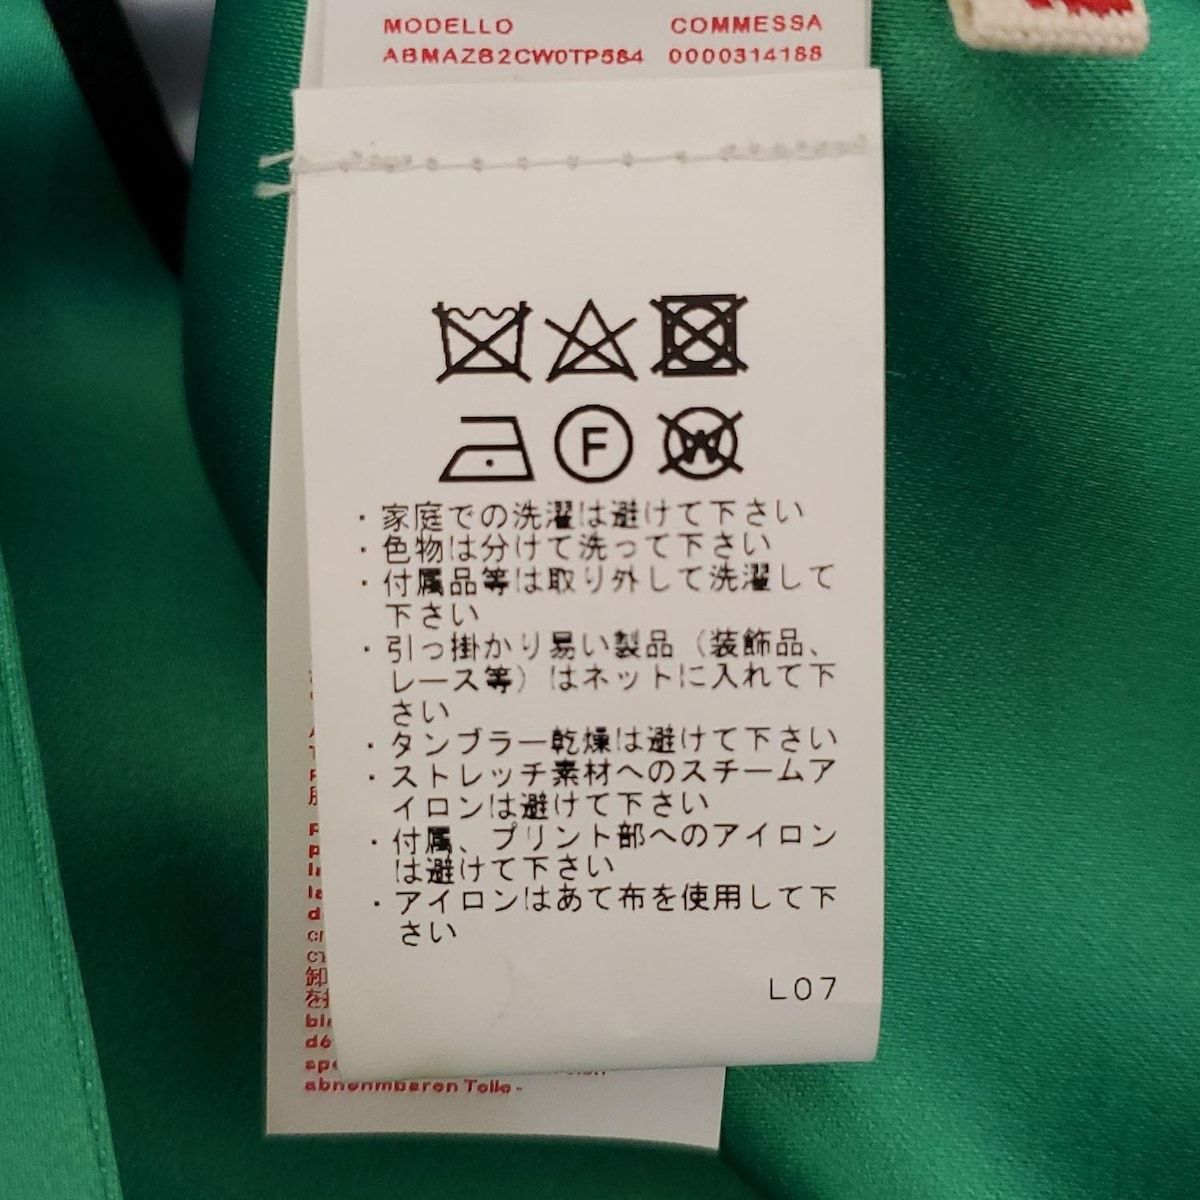 MODELLO COMMESSA
ABMAZB2CW0TP584 0000314188
F
W
・家庭での洗濯は避けて下さい
・色物は分けて洗って下さい
・付属品等は取り外して洗濯して
下さい
・引っ掛かり易い製品（装飾品、
レース等）はネットに入れて下
さい
・タンブラー乾燥は避けて下さい
・ストレッチ素材へのスチームア
イロンは避けて下さい
・付属、プリント部へのアイロン
は避けて下さい
・アイロンはあて布を使用して下
さい
L07
abnehmbaren Teile-